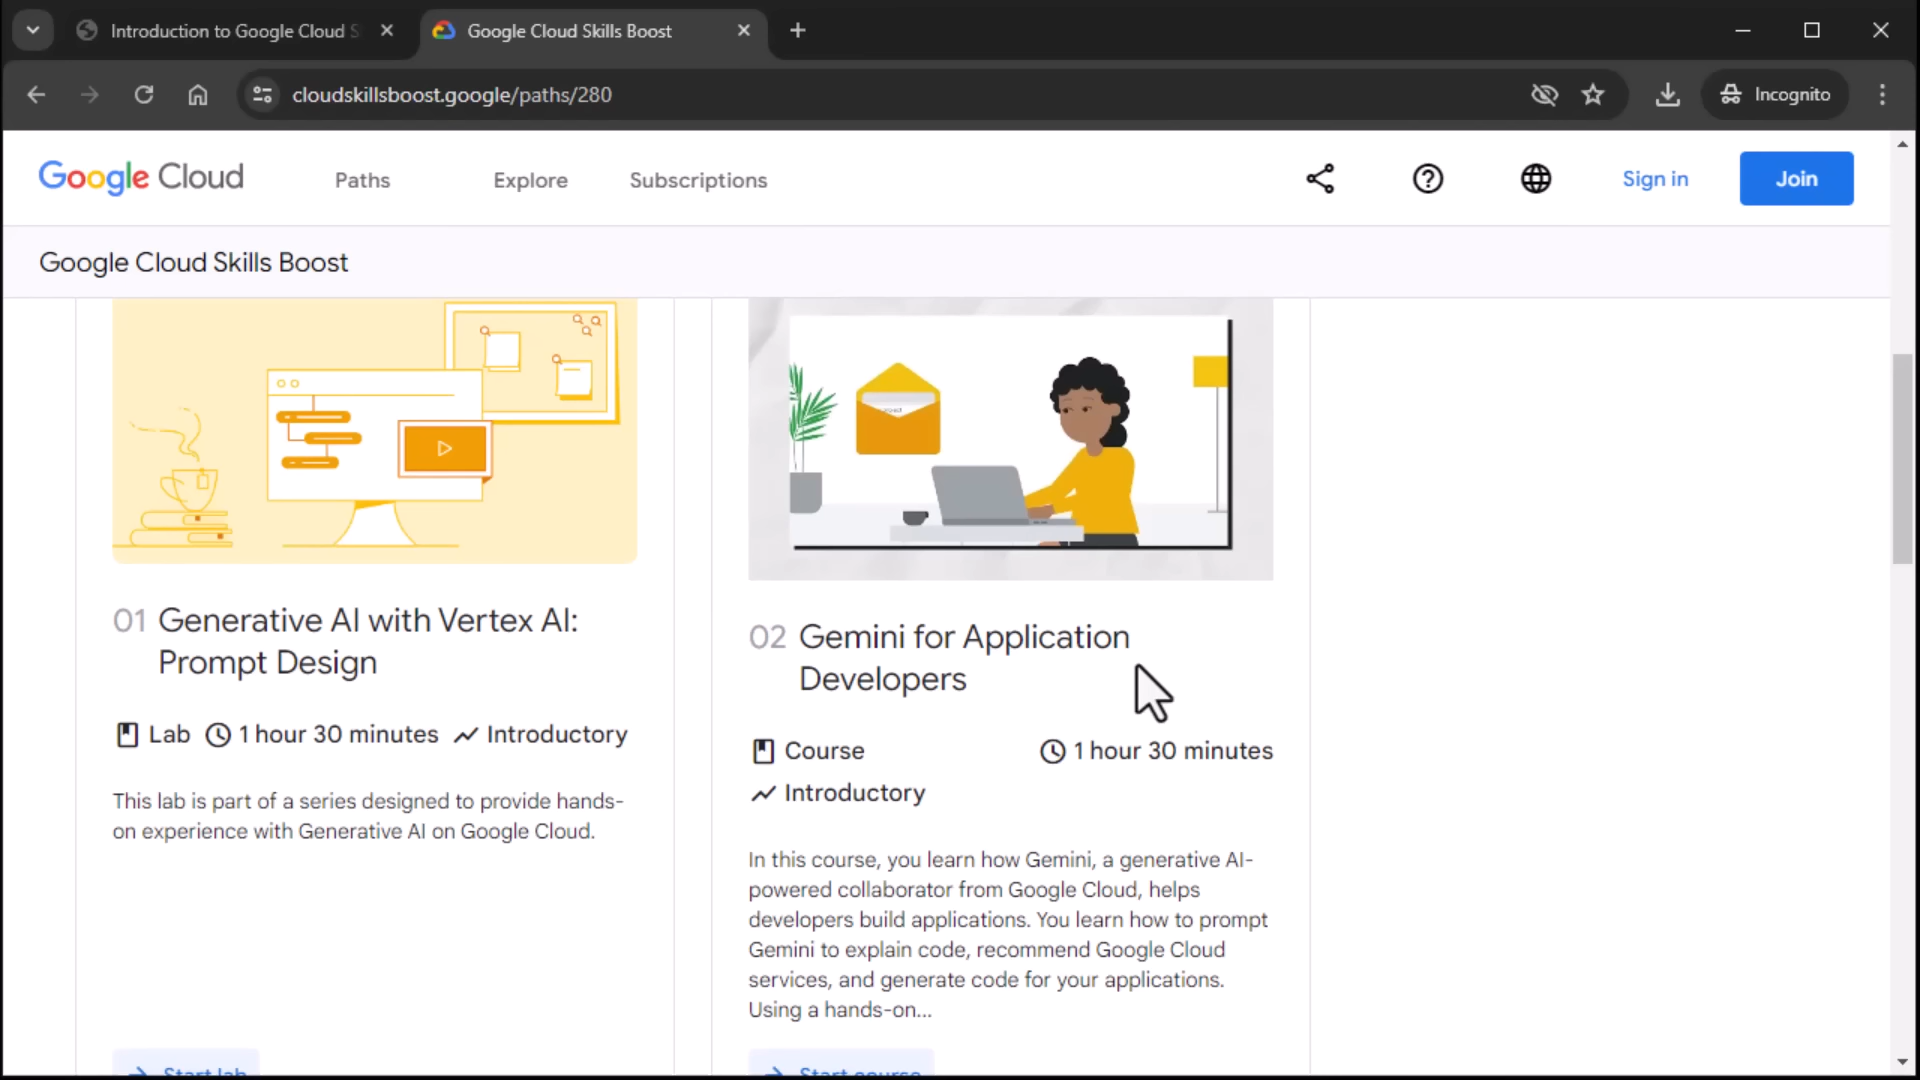 Introduction to Google Cloud S
Google Cloud Skills Boost
cloudskillsboost.google/paths/280
Incognito
Google Cloud
Paths
Explore
Subscriptions
Sign in
Join
Google Cloud Skills Boost
01 Generative AI with Vertex AI:
Prompt Design
Lab
1 hour 30 minutes
Introductory
This lab is part of a series designed to provide hands-
on experience with Generative AI on Google Cloud.
Start lab
02 Gemini for Application
Developers
Course
1 hour 30 minutes
Introductory
In this course, you learn how Gemini, a generative AI-
powered collaborator from Google Cloud, helps
developers build applications. You learn how to prompt
Gemini to explain code, recommend Google Cloud
services, and generate code for your applications.
Using a hands-on...
Start course